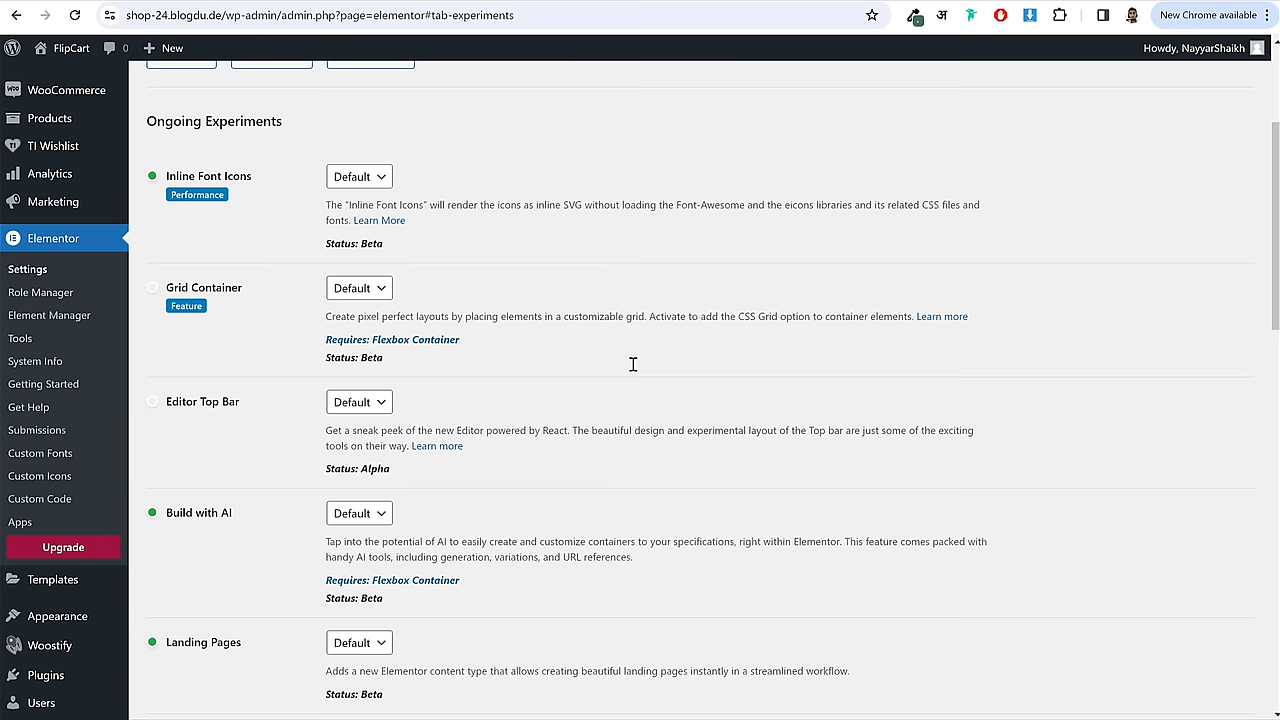 shop-24.blogdu.de/wp-admin/admin.php?page=elementor#tab-experiments
अ
New Chrome available
FlipCart
0
New
Howdy, NayyarShaikh
WooCommerce
Products
TI Wishlist
Analytics
Marketing
Elementor
Settings
Role Manager
Element Manager
Tools
System Info
Getting Started
Get Help
Submissions
Custom Fonts
Custom Icons
Custom Code
Apps
Upgrade
Templates
Appearance
Woostify
Plugins
Users
Ongoing Experiments
Inline Font Icons
Performance
Default
The "Inline Font Icons" will render the icons as inline SVG without loading the Font-Awesome and the eicons libraries and its related CSS files and
fonts. Learn More
Status: Beta
Grid Container
Feature
Default
Create pixel perfect layouts by placing elements in a customizable grid. Activate to add the CSS Grid option to container elements. Learn more
Requires: Flexbox Container
Status: Beta
Editor Top Bar
Default
Get a sneak peek of the new Editor powered by React. The beautiful design and experimental layout of the Top bar are just some of the exciting
tools on their way. Learn more
Status: Alpha
Build with AI
Default
Tap into the potential of AI to easily create and customize containers to your specifications, right within Elementor. This feature comes packed with
handy AI tools, including generation, variations, and URL references.
Requires: Flexbox Container
Status: Beta
Landing Pages
Default
Adds a new Elementor content type that allows creating beautiful landing pages instantly in a streamlined workflow.
Status: Beta